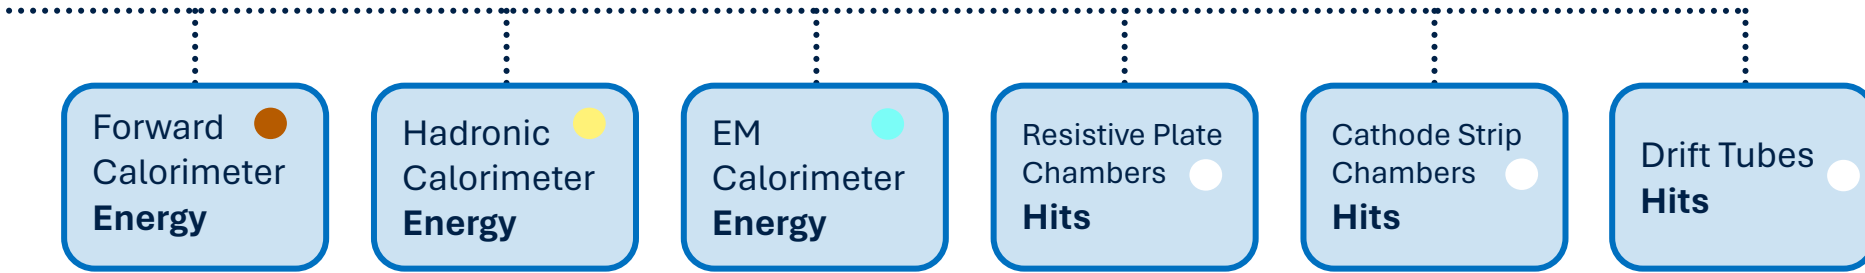 Forward
Calorimeter
Energy
Hadronic
Calorimeter
Energy
EM
Calorimeter
Energy
Resistive Plate
Chambers
Hits
Cathode Strip
Chambers
Hits
Drift Tubes
Hits